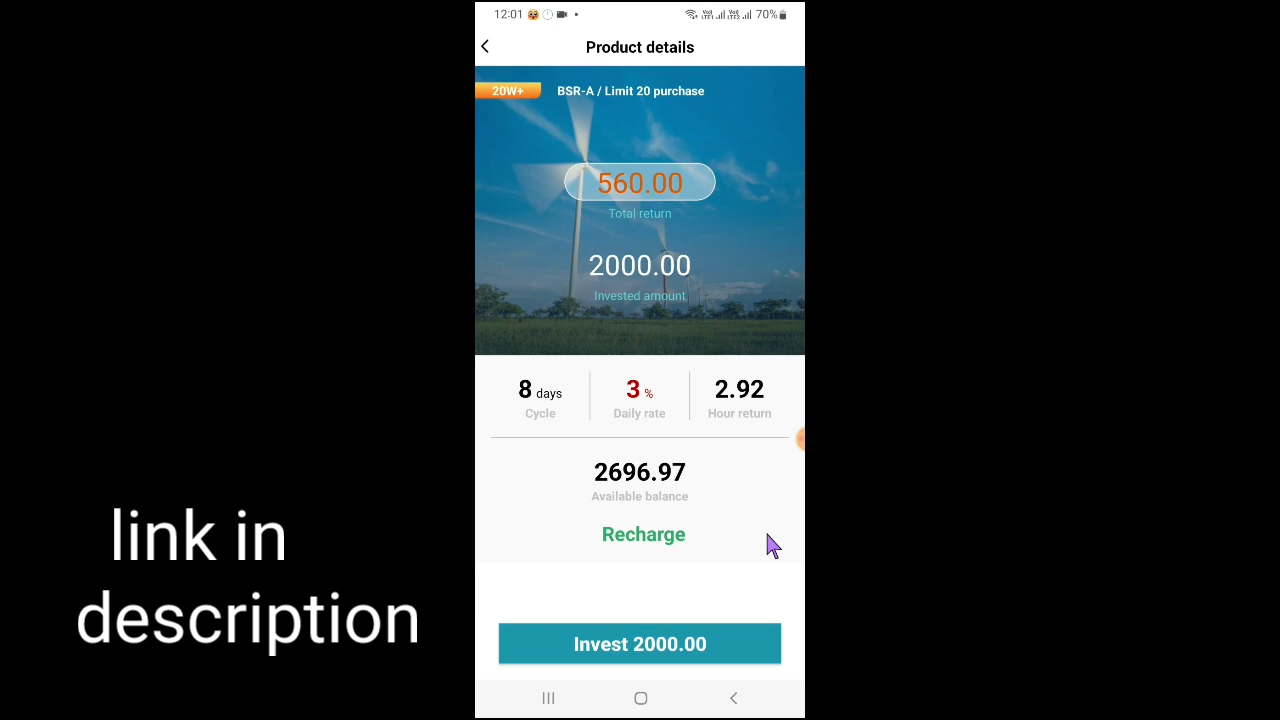 12:01 70%
Product details
20W+ BSR-A / Limit 20 purchase
560.00
Total return
2000.00
Invested amount
8 days 3 % 2.92
Cycle Daily rate Hour return
2696.97
Available balance
Recharge
Invest 2000.00
link in
description